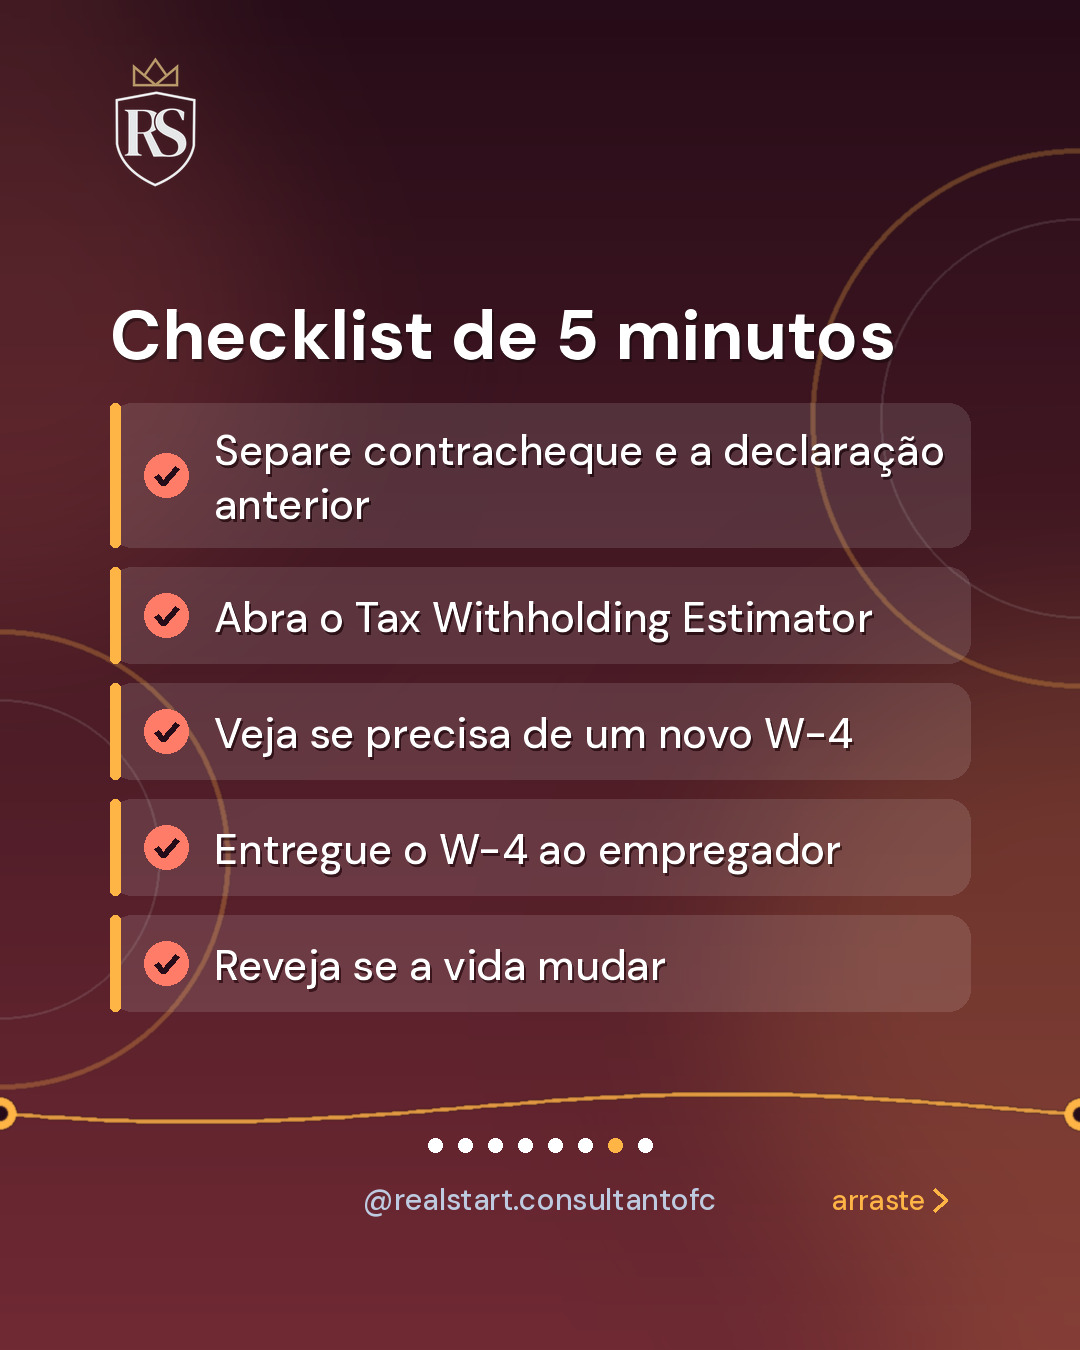 RS
Checklist de 5 minutos
Separe contracheque e a declaração
anterior
Abra o Tax Withholding Estimator
Veja se precisa de um novo W-4
Entregue o W-4 ao empregador
Reveja se a vida mudar
@realstart.consultantofc
arraste